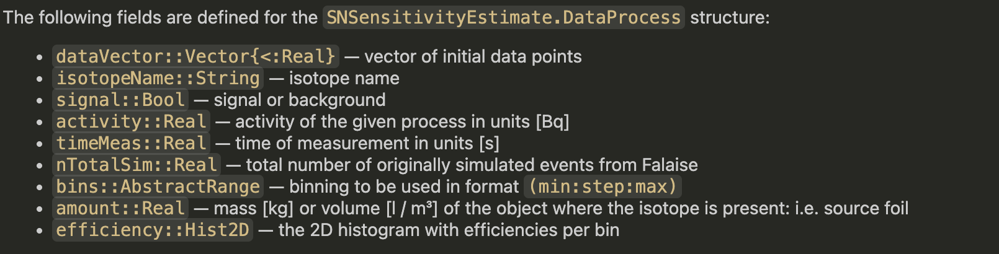 The following fields are defined for the SNSensitivityEstimate.DataProcess structure:
• dataVector::Vector{<:Real} — vector of initial data points
• isotopeName::String — isotope name
• signal::Bool — signal or background
• activity::Real — activity of the given process in units [Bq]
• timeMeas::Real — time of measurement in units [s]
• nTotalSim::Real — total number of originally simulated events from Falaise
• bins::AbstractRange — binning to be used in format (min:step:max)
• amount::Real — mass [kg] or volume [l / m³] of the object where the isotope is present: i.e. source foil
• efficiency::Hist2D — the 2D histogram with efficiencies per bin